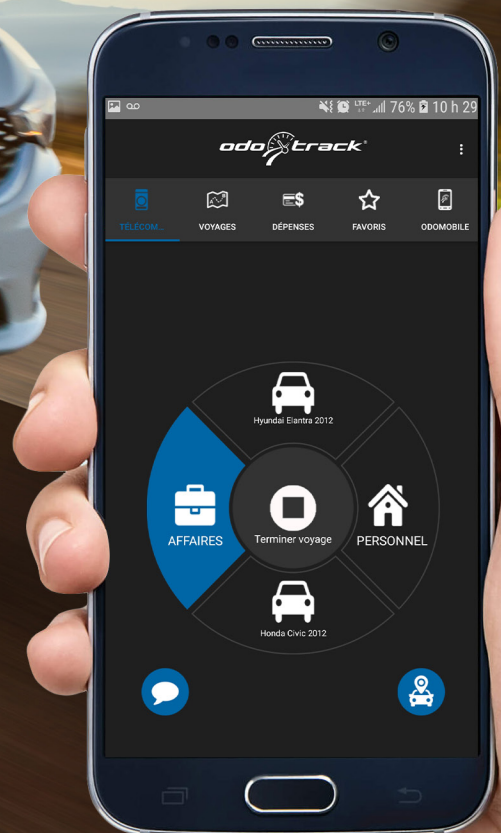 LTE+ 76% 10 h 29
odotrack®
TÉLÉCOM...
VOYAGES
DÉPENSES
FAVORIS
ODOMOBILE
Hyundai Elantra 2012
AFFAIRES
Terminer voyage
PERSONNEL
Honda Civic 2012